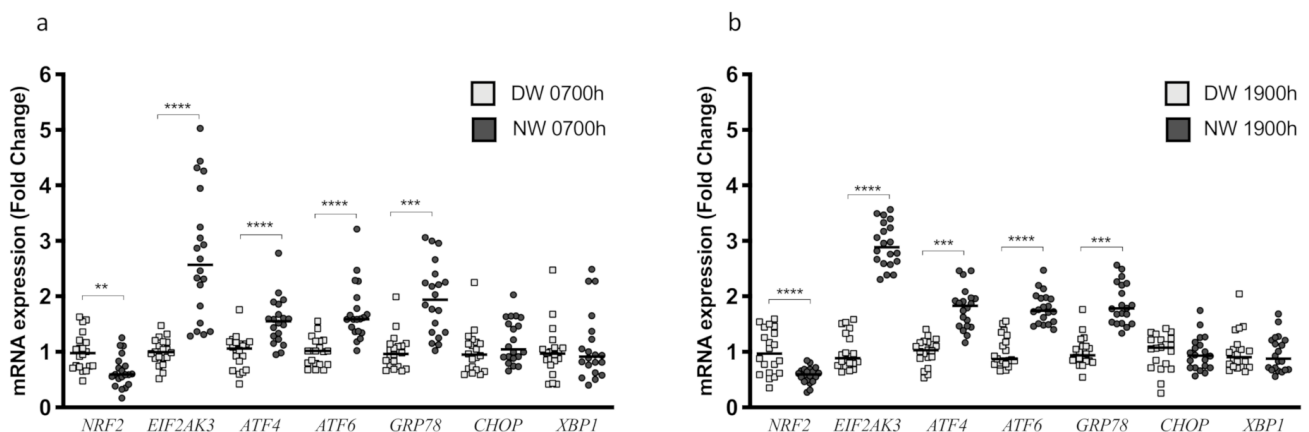 a
b
mRNA expression (Fold Change)
6
5
4
3
2
1
0
DW 0700h
NW 0700h
**
****
****
****
***
NRF2 EIF2AK3 ATF4 ATF6 GRP78 CHOP XBP1
mRNA expression (Fold Change)
6
5
4
3
2
1
0
DW 1900h
NW 1900h
****
****
***
****
***
NRF2 EIF2AK3 ATF4 ATF6 GRP78 CHOP XBP1